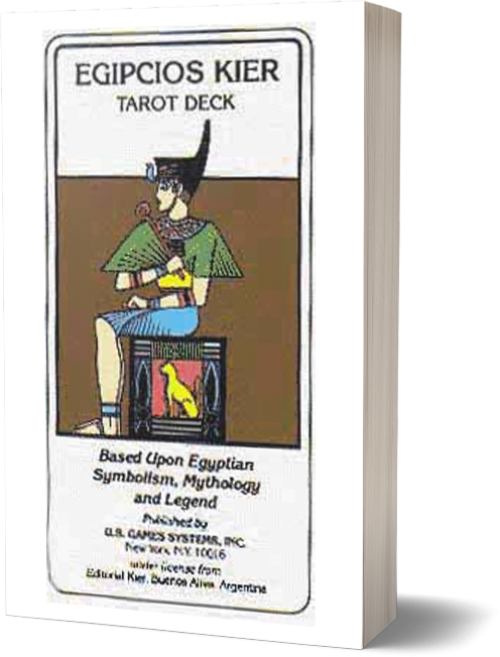 EGIPCIOS KIER
TAROT DECK
Based Upon Egyptian
Symbolism, Mythology
and Legend
Published by
U.S. GAMES SYSTEMS, INC.
New York, N.Y. 10016
under license from
Editorial Kier, Buenos Aires, Argentina